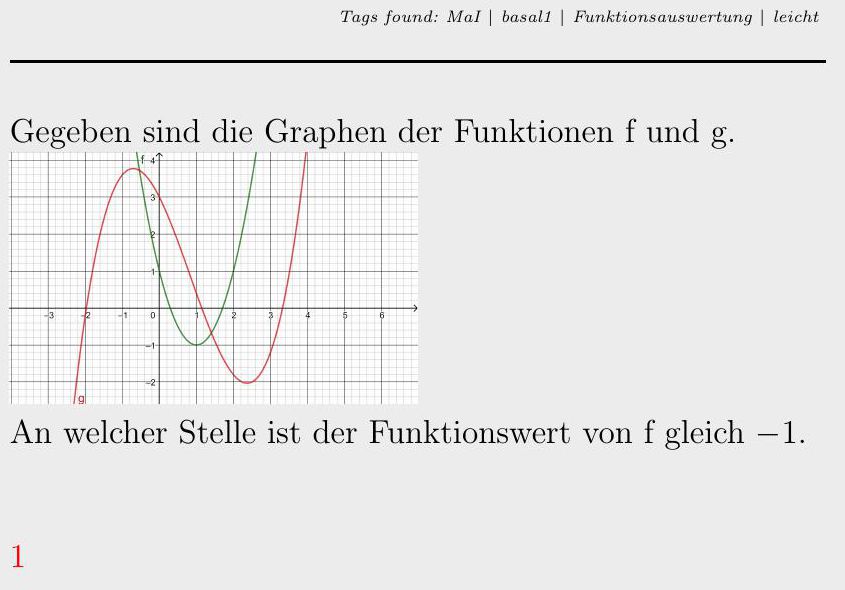 Tags found: MaI | basal1 | Funktionsauswertung | leicht
Gegeben sind die Graphen der Funktionen f und g.
f 4
3
2
1
−3 −2 −1 0 1 2 3 4 5 6
−1
−2
g
An welcher Stelle ist der Funktionswert von f gleich −1.
1